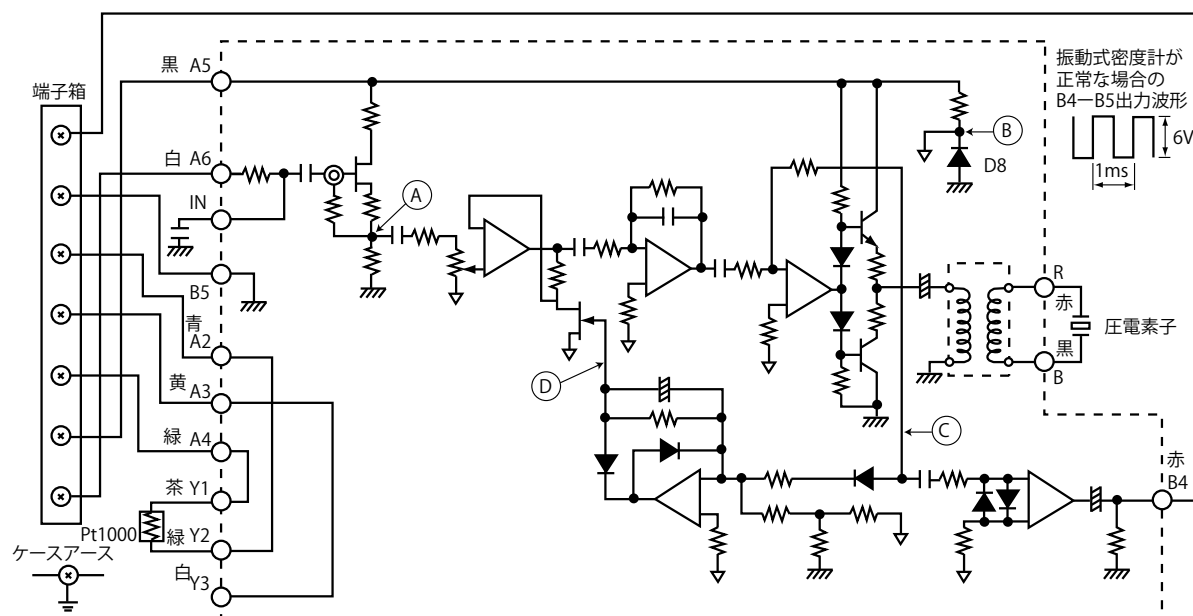 端子箱
黒 A5
白 A6
IN
B5
青
A2
黄 A3
緑 A4
茶 Y1
Pt1000
緑 Y2
白
Y3
ケースアース
A
B
D8
C
D
R
赤
圧電素子
黒
B
赤
B4
振動式密度計が
正常な場合の
B4ーB5出力波形
6V
1ms